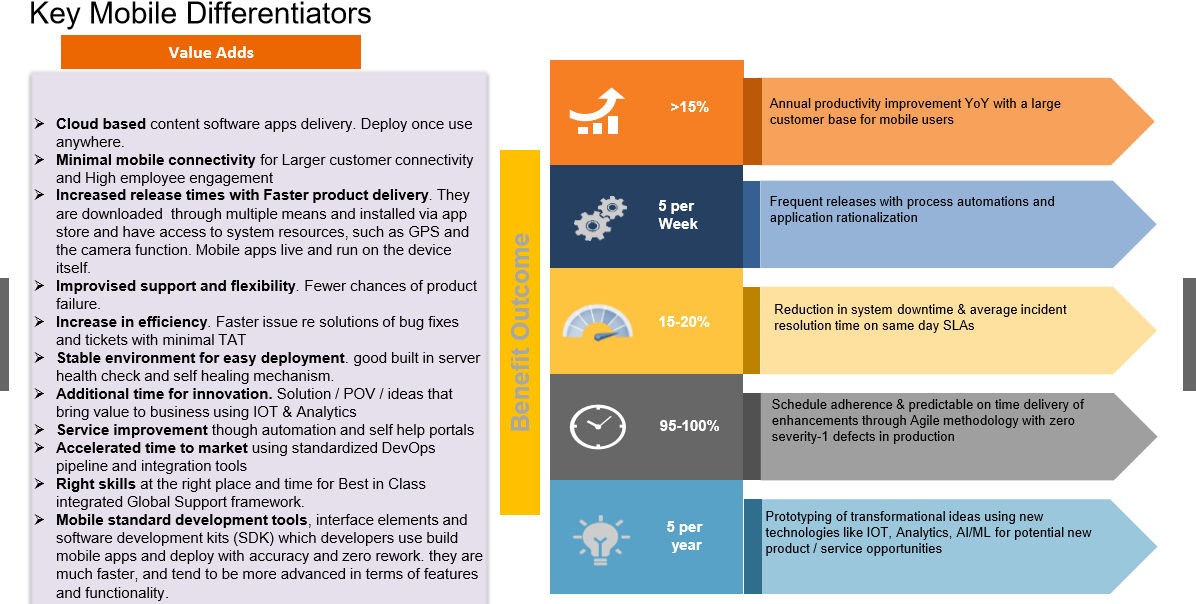 Key Mobile Differentiators
Value Adds
➢ Cloud based content software apps delivery. Deploy once use
anywhere.
➢ Minimal mobile connectivity for Larger customer connectivity
and High employee engagement
➢ Increased release times with Faster product delivery. They
are downloaded through multiple means and installed via app
store and have access to system resources, such as GPS and
the camera function. Mobile apps live and run on the device
itself.
➢ Improvised support and flexibility. Fewer chances of product
failure.
➢ Increase in efficiency. Faster issue re solutions of bug fixes
and tickets with minimal TAT
➢ Stable environment for easy deployment. good built in server
health check and self healing mechanism.
➢ Additional time for innovation. Solution / POV / ideas that
bring value to business using IOT & Analytics
➢ Service improvement though automation and self help portals
➢ Accelerated time to market using standardized DevOps
pipeline and integration tools
➢ Right skills at the right place and time for Best in Class
integrated Global Support framework.
➢ Mobile standard development tools, interface elements and
software development kits (SDK) which developers use build
mobile apps and deploy with accuracy and zero rework. they are
much faster, and tend to be more advanced in terms of features
and functionality.
Benefit Outcome
>15%
Annual productivity improvement YoY with a large
customer base for mobile users
5 per
Week
Frequent releases with process automations and
application rationalization
15-20%
Reduction in system downtime & average incident
resolution time on same day SLAs
95-100%
Schedule adherence & predictable on time delivery of
enhancements through Agile methodology with zero
severity-1 defects in production
5 per
year
Prototyping of transformational ideas using new
technologies like IOT, Analytics, AI/ML for potential new
product / service opportunities